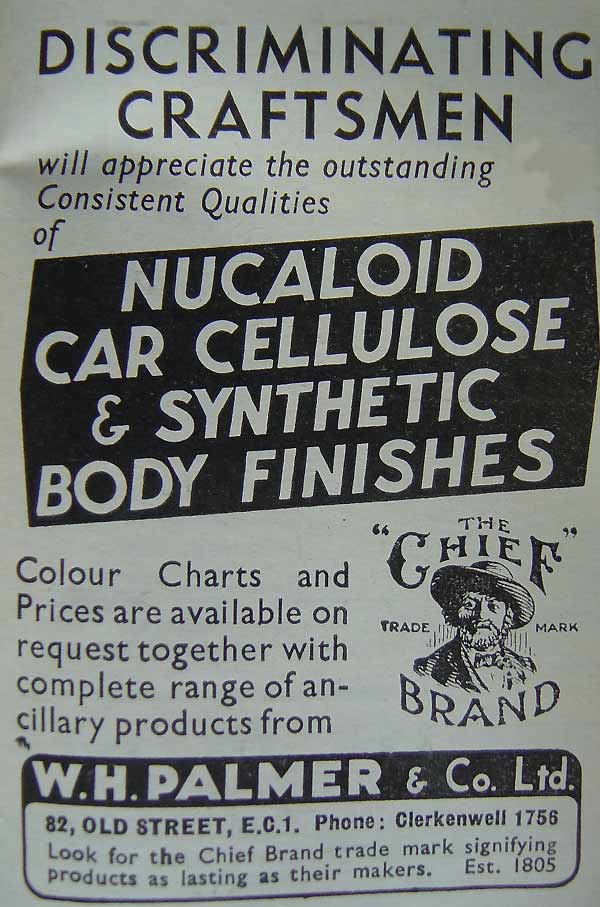 DISCRIMINATING
CRAFTSMEN
will appreciate the outstanding
Consistent Qualities
of
NUCALOID
CAR CELLULOSE
& SYNTHETIC
BODY FINISHES
THE
"CHIEF"
TRADE MARK
BRAND
Colour Charts and
Prices are available on
request together with
complete range of an-
cillary products from
W.H. PALMER & Co. Ltd.
82, OLD STREET, E.C.1. Phone: Clerkenwell 1756
Look for the Chief Brand trade mark signifying
products as lasting as their makers. Est. 1805